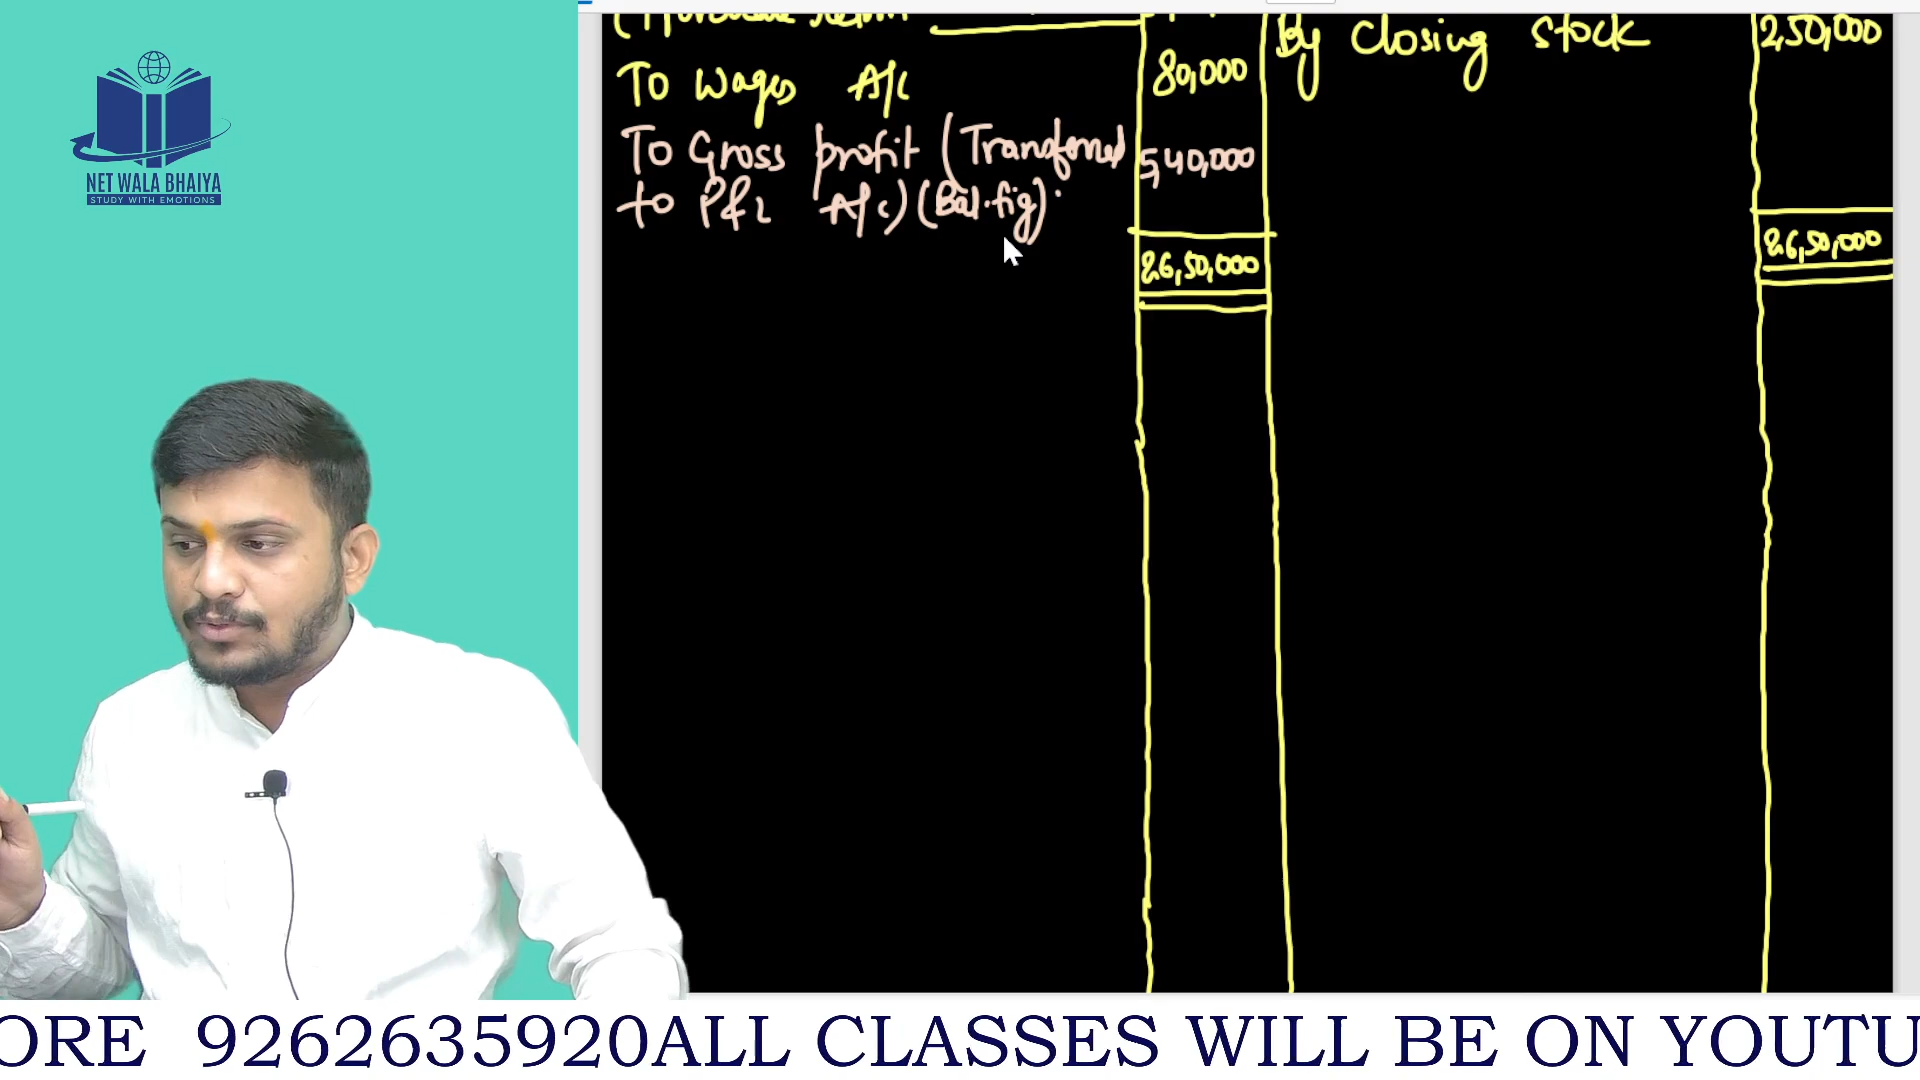 NET WALA BHAIYA
STUDY WITH EMOTIONS
By closing stock 2,50,000
To wages A/c 80,000
To Gross profit (Transferred 5,40,000
to P&L A/c) (Bal.fig)
26,50,000 26,50,000
ORE 9262635920ALL CLASSES WILL BE ON YOUTU